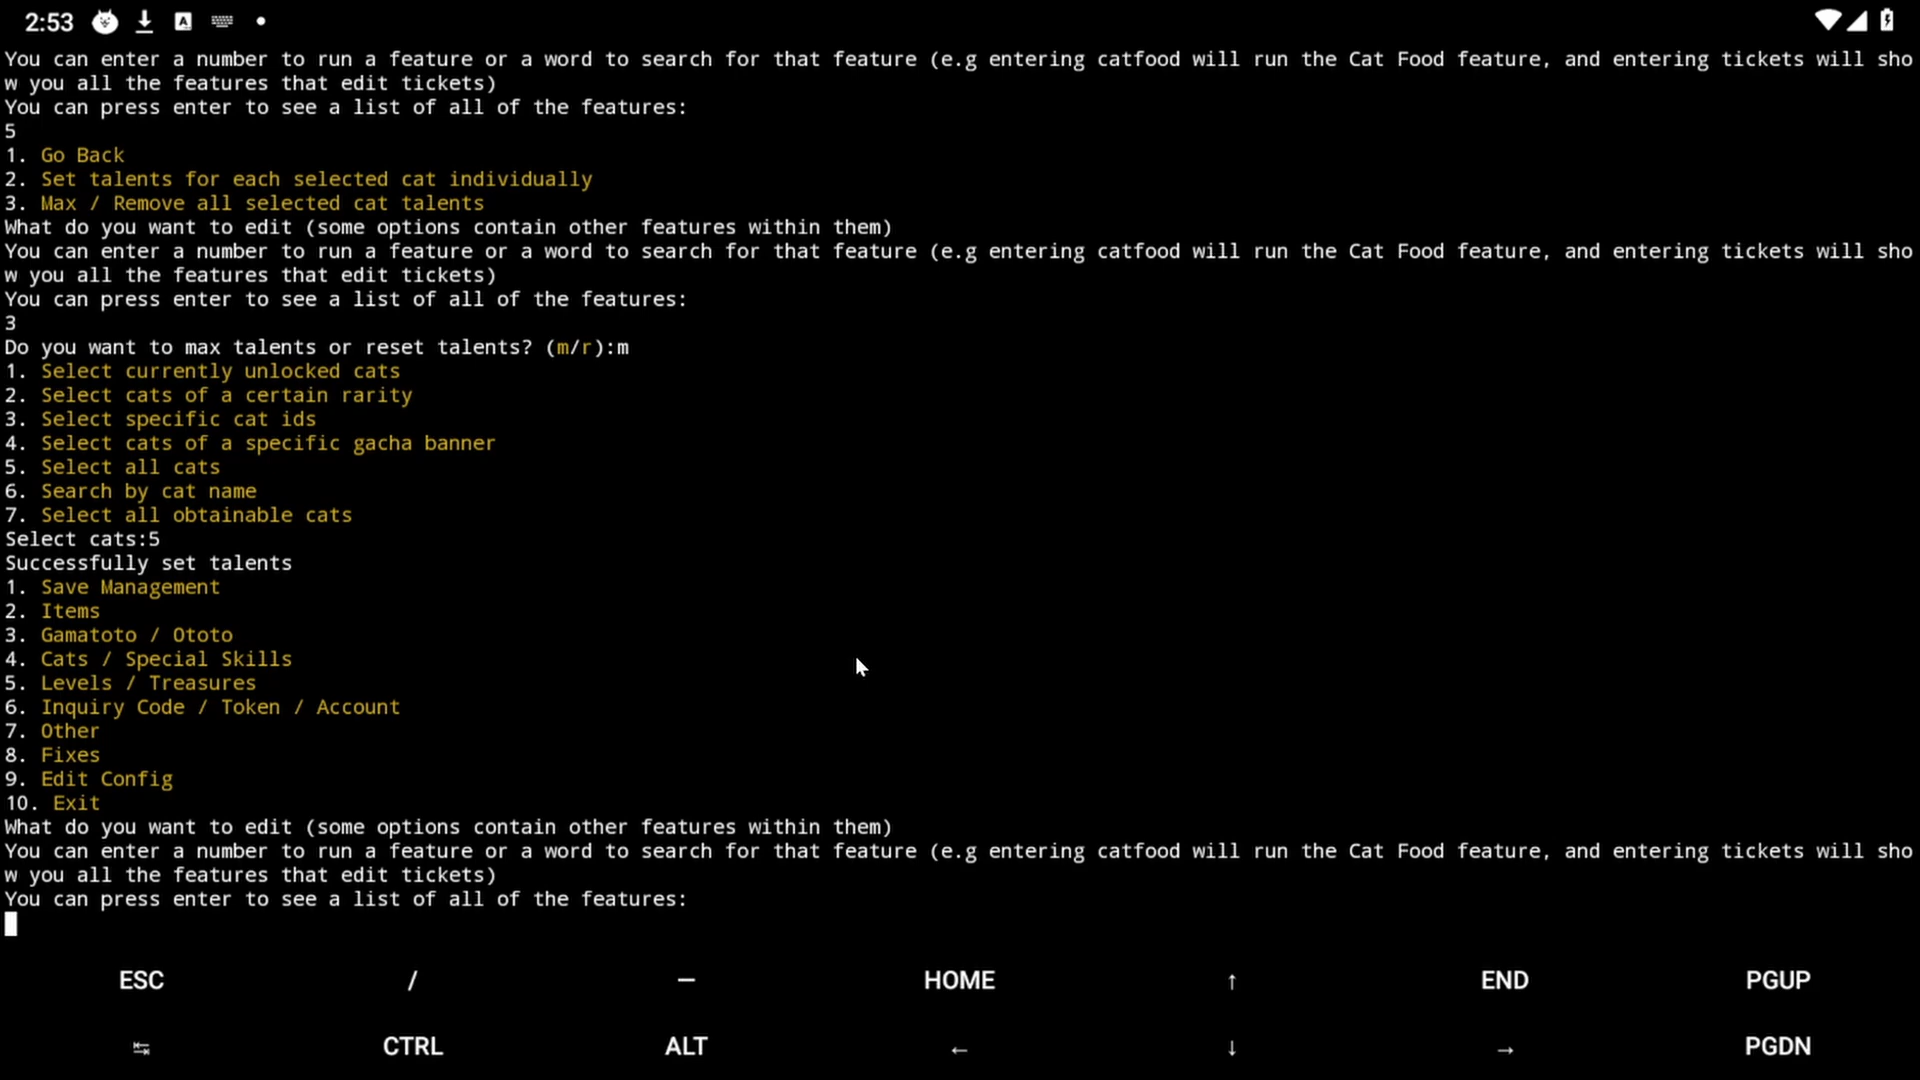 2:53
You can enter a number to run a feature or a word to search for that feature (e.g entering catfood will run the Cat Food feature, and entering tickets will sho
w you all the features that edit tickets)
You can press enter to see a list of all of the features:
5
1. Go Back
2. Set talents for each selected cat individually
3. Max / Remove all selected cat talents
What do you want to edit (some options contain other features within them)
You can enter a number to run a feature or a word to search for that feature (e.g entering catfood will run the Cat Food feature, and entering tickets will sho
w you all the features that edit tickets)
You can press enter to see a list of all of the features:
3
Do you want to max talents or reset talents? (m/r):m
1. Select currently unlocked cats
2. Select cats of a certain rarity
3. Select specific cat ids
4. Select cats of a specific gacha banner
5. Select all cats
6. Search by cat name
7. Select all obtainable cats
Select cats:5
Successfully set talents
1. Save Management
2. Items
3. Gamatoto / Ototo
4. Cats / Special Skills
5. Levels / Treasures
6. Inquiry Code / Token / Account
7. Other
8. Fixes
9. Edit Config
10. Exit
What do you want to edit (some options contain other features within them)
You can enter a number to run a feature or a word to search for that feature (e.g entering catfood will run the Cat Food feature, and entering tickets will sho
w you all the features that edit tickets)
You can press enter to see a list of all of the features:
ESC / — HOME ↑ END PGUP
↹ CTRL ALT ← ↓ → PGDN